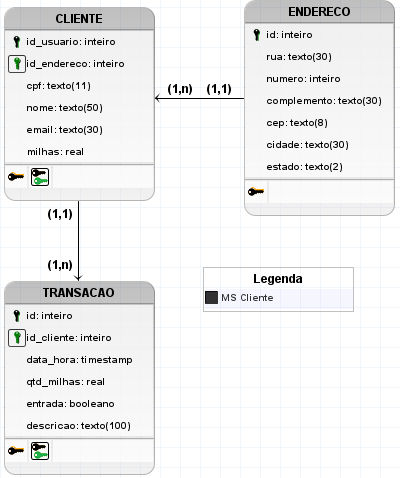 CLIENTE
id_usuario: inteiro
id_endereco: inteiro
cpf: texto(11)
nome: texto(50)
email: texto(30)
milhas: real
ENDERECO
id: inteiro
rua: texto(30)
numero: inteiro
complemento: texto(30)
cep: texto(8)
cidade: texto(30)
estado: texto(2)
(1,n) (1,1)
(1,1)
(1,n)
TRANSACAO
id: inteiro
id_cliente: inteiro
data_hora: timestamp
qtd_milhas: real
entrada: booleano
descricao: texto(100)
Legenda
MS Cliente